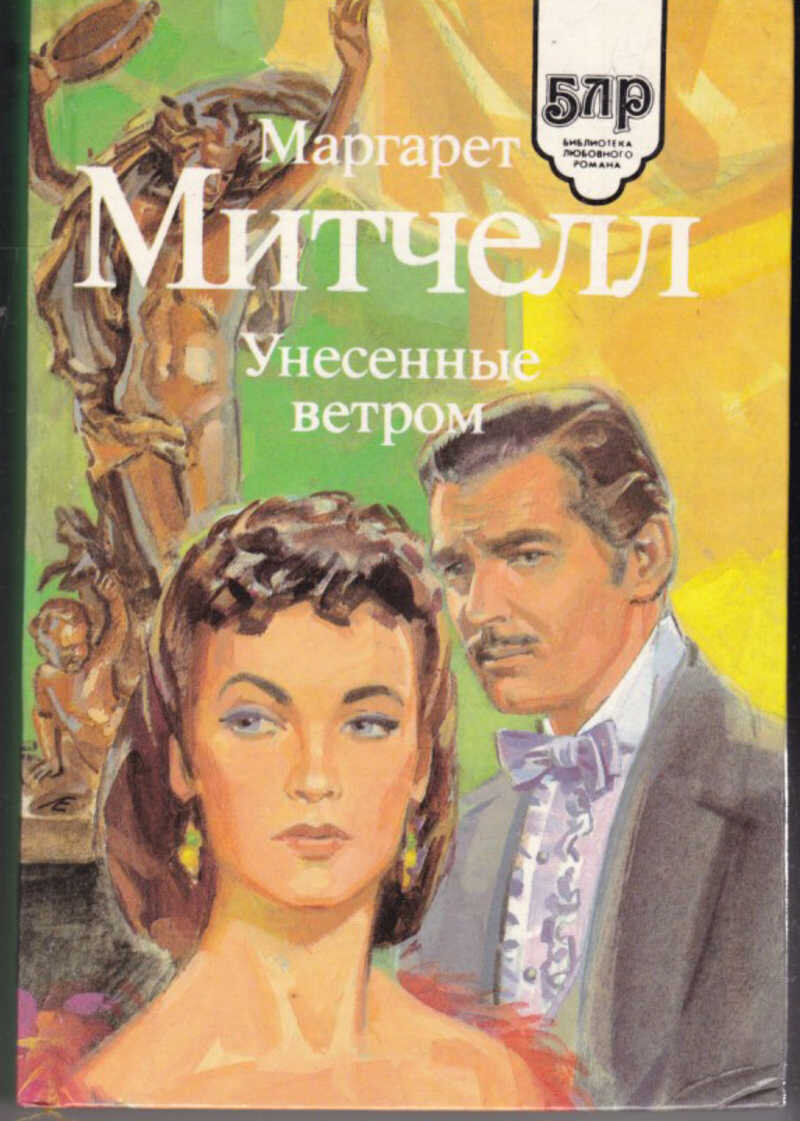 БЛР
БИБЛИОТЕКА
ЛЮБОВНОГО
РОМАНА
Маргарет
Митчелл
Унесенные
ветром